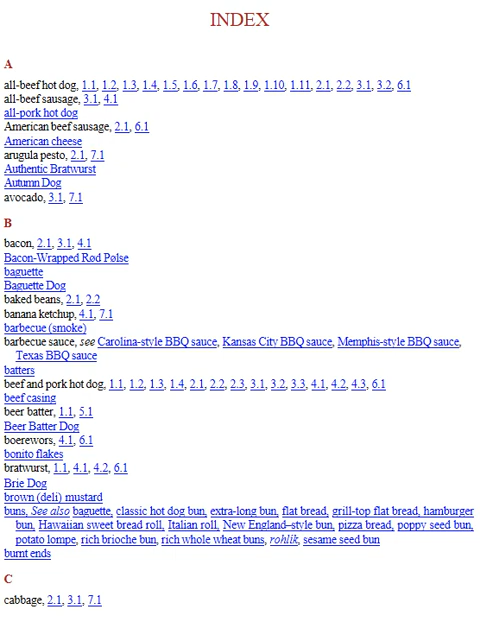 INDEX
A
all-beef hot dog, 1.1, 1.2, 1.3, 1.4, 1.5, 1.6, 1.7, 1.8, 1.9, 1.10, 1.11, 2.1, 2.2, 3.1, 3.2, 6.1
all-beef sausage, 3.1, 4.1
all-pork hot dog
American beef sausage, 2.1, 6.1
American cheese
arugula pesto, 2.1, 7.1
Authentic Bratwurst
Autumn Dog
avocado, 3.1, 7.1
B
bacon, 2.1, 3.1, 4.1
Bacon-Wrapped Rød Pølse
baguette
Baguette Dog
baked beans, 2.1, 2.2
banana ketchup, 4.1, 7.1
barbecue (smoke)
barbecue sauce, see Carolina-style BBQ sauce, Kansas City BBQ sauce, Memphis-style BBQ sauce,
Texas BBQ sauce
batters
beef and pork hot dog, 1.1, 1.2, 1.3, 1.4, 2.1, 2.2, 2.3, 3.1, 3.2, 3.3, 4.1, 4.2, 4.3, 6.1
beef casing
beer batter, 1.1, 5.1
Beer Batter Dog
boerewors, 4.1, 6.1
bonito flakes
bratwurst, 1.1, 4.1, 4.2, 6.1
Brie Dog
brown (deli) mustard
buns, See also baguette, classic hot dog bun, extra-long bun, flat bread, grill-top flat bread, hamburger
bun, Hawaiian sweet bread roll, Italian roll, New England–style bun, pizza bread, poppy seed bun,
potato lompe, rich brioche bun, rich whole wheat buns, rohlik, sesame seed bun
burnt ends
C
cabbage, 2.1, 3.1, 7.1